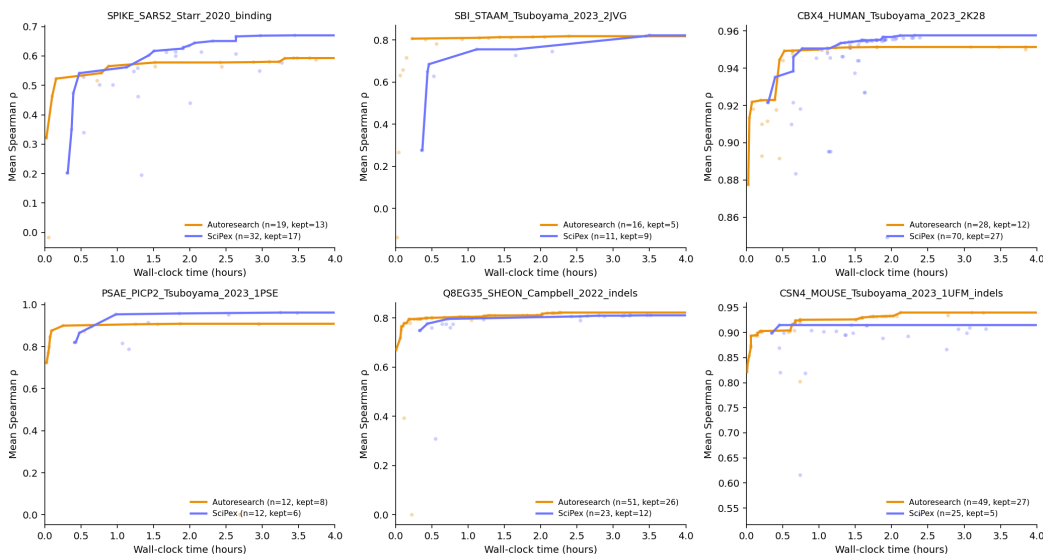 SPIKE_SARS2_Starr_2020_binding
Mean Spearman ρ
0.7
0.6
0.5
0.4
0.3
0.2
0.1
0.0
Autoresearch (n=19, kept=13)
SciPex (n=32, kept=17)
0.0 0.5 1.0 1.5 2.0 2.5 3.0 3.5 4.0
Wall-clock time (hours)
SBI_STAAM_Tsuboyama_2023_2JVG
Mean Spearman ρ
0.8
0.6
0.4
0.2
0.0
Autoresearch (n=16, kept=5)
SciPex (n=11, kept=9)
0.0 0.5 1.0 1.5 2.0 2.5 3.0 3.5 4.0
Wall-clock time (hours)
CBX4_HUMAN_Tsuboyama_2023_2K28
Mean Spearman ρ
0.96
0.94
0.92
0.90
0.88
0.86
Autoresearch (n=28, kept=12)
SciPex (n=70, kept=27)
0.0 0.5 1.0 1.5 2.0 2.5 3.0 3.5 4.0
Wall-clock time (hours)
PSAE_PICP2_Tsuboyama_2023_1PSE
Mean Spearman ρ
1.0
0.8
0.6
0.4
0.2
0.0
Autoresearch (n=12, kept=8)
SciPex (n=12, kept=6)
0.0 0.5 1.0 1.5 2.0 2.5 3.0 3.5 4.0
Wall-clock time (hours)
Q8EG35_SHEON_Campbell_2022_indels
Mean Spearman ρ
0.8
0.6
0.4
0.2
0.0
Autoresearch (n=51, kept=26)
SciPex (n=23, kept=12)
0.0 0.5 1.0 1.5 2.0 2.5 3.0 3.5 4.0
Wall-clock time (hours)
CSN4_MOUSE_Tsuboyama_2023_1UFM_indels
Mean Spearman ρ
0.95
0.90
0.85
0.80
0.75
0.70
0.65
0.60
0.55
Autoresearch (n=49, kept=27)
SciPex (n=25, kept=5)
0.0 0.5 1.0 1.5 2.0 2.5 3.0 3.5 4.0
Wall-clock time (hours)